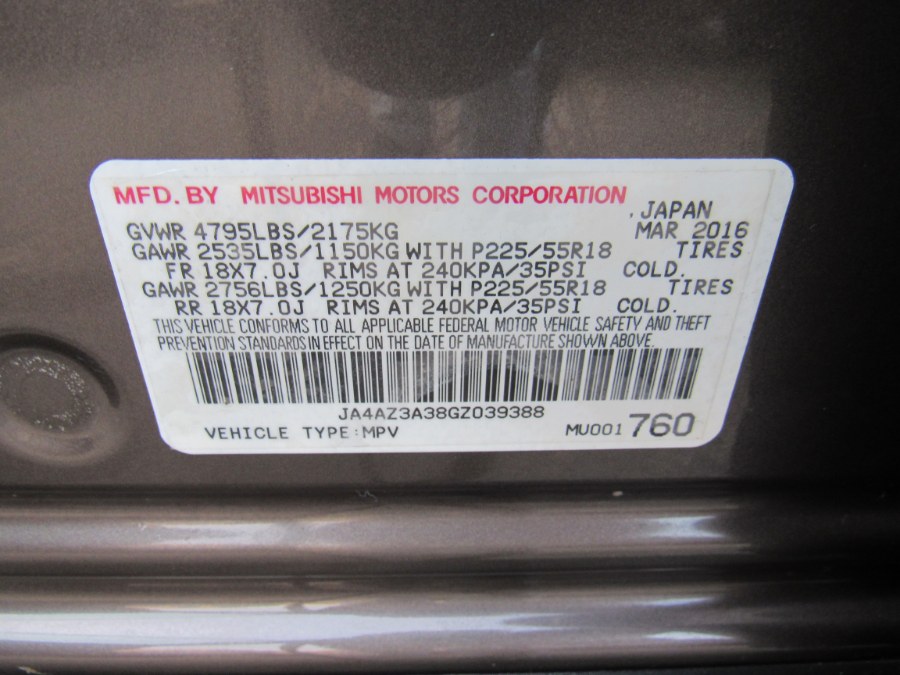 MFD. BY MITSUBISHI MOTORS CORPORATION
JAPAN
GVWR 4795LBS/2175KG MAR 2016
GAWR 2535LBS/1150KG WITH P225/55R18 TIRES
FR 18X7.0J RIMS AT 240KPA/35PSI COLD.
GAWR 2756LBS/1250KG WITH P225/55R18 TIRES
RR 18X7.0J RIMS AT 240KPA/35PSI COLD.
THIS VEHICLE CONFORMS TO ALL APPLICABLE FEDERAL MOTOR VEHICLE SAFETY AND THEFT
PREVENTION STANDARDS IN EFFECT ON THE DATE OF MANUFACTURE SHOWN ABOVE.
JA4AZ3A38GZ039388
VEHICLE TYPE:MPV MU001 760